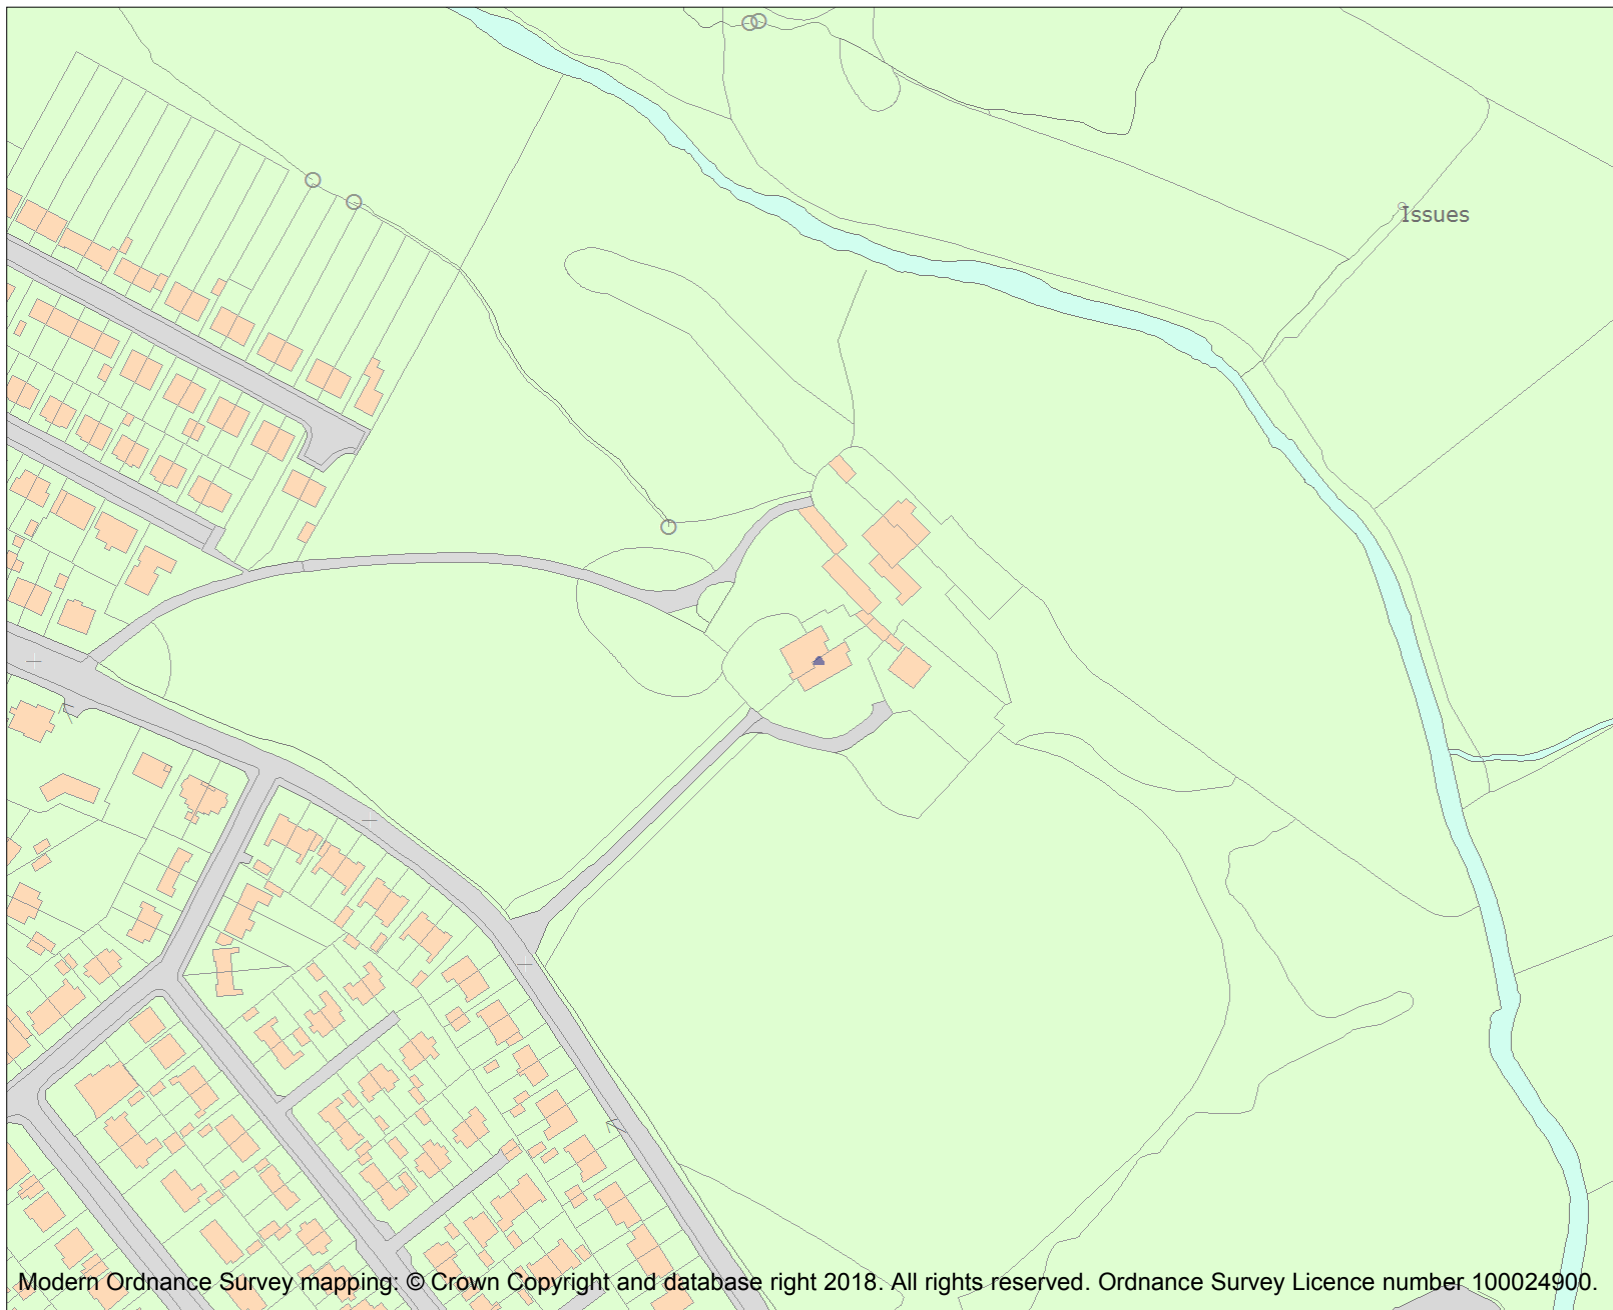 Issues
Modern Ordnance Survey mapping: © Crown Copyright and database right 2018. All rights reserved. Ordnance Survey Licence number 100024900.